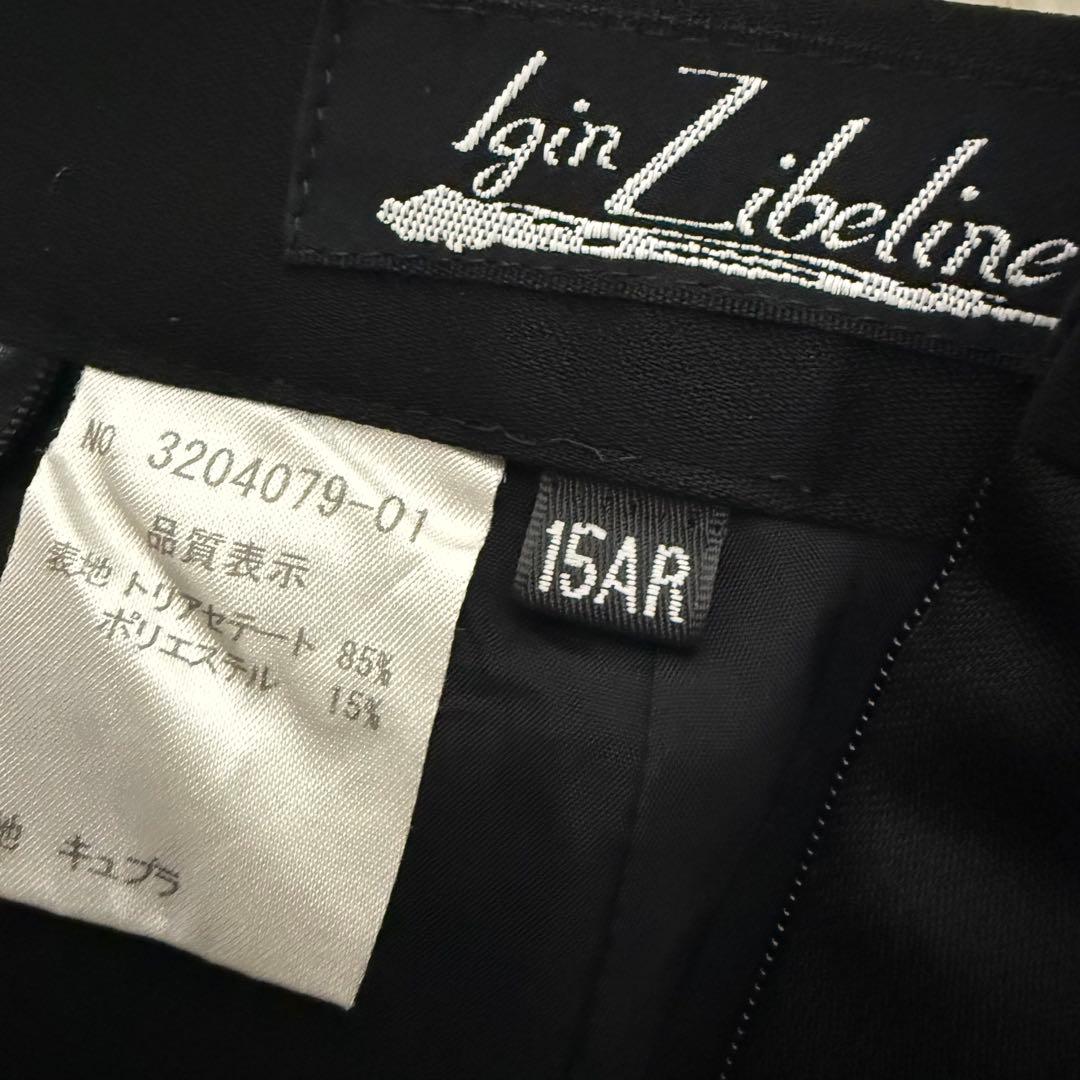 Igin Zibeline
NO 3204079-01
品質表示
表地 トリアセテート 85%
ポリエステル 15%
地 キュプラ
15AR